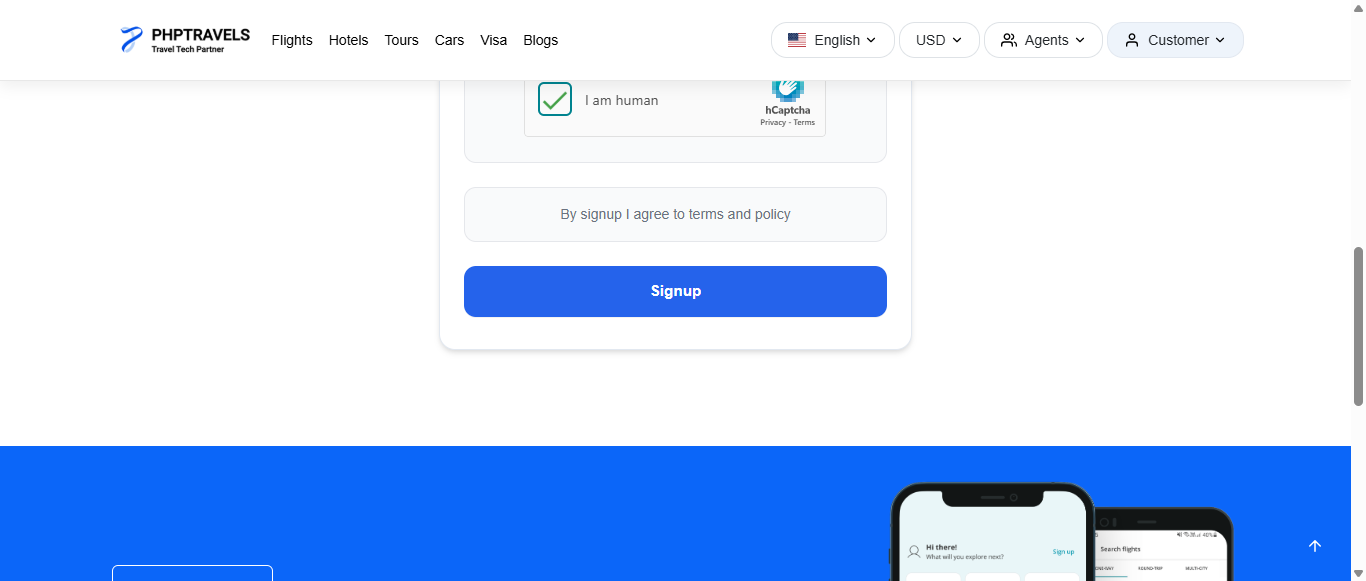 PHPTRAVELS
Travel Tech Partner
Flights Hotels Tours Cars Visa Blogs
English USD Agents Customer
I am human
hCaptcha
Privacy - Terms
By signup I agree to terms and policy
Signup
Hi there!
What will you explore next?
Sign up
Search flights
ONE-WAY ROUND-TRIP MULTI-CITY